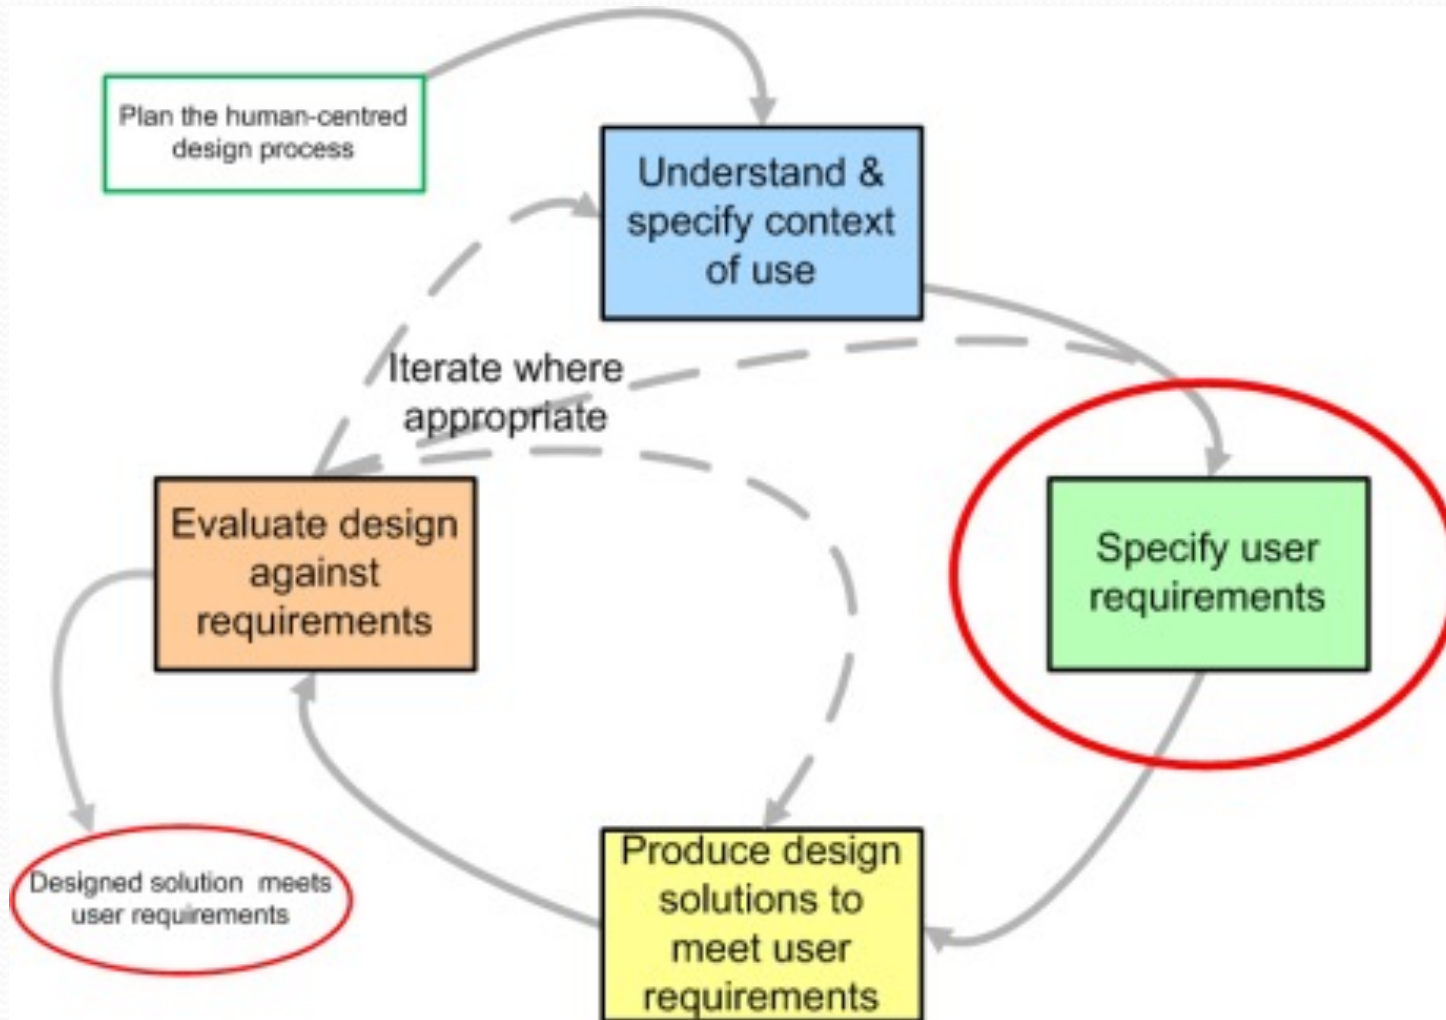 Plan the human-centred
design process
Understand &
specify context
of use
Iterate where
appropriate
Evaluate design
against
requirements
Specify user
requirements
Designed solution meets
user requirements
Produce design
solutions to
meet user
requirements